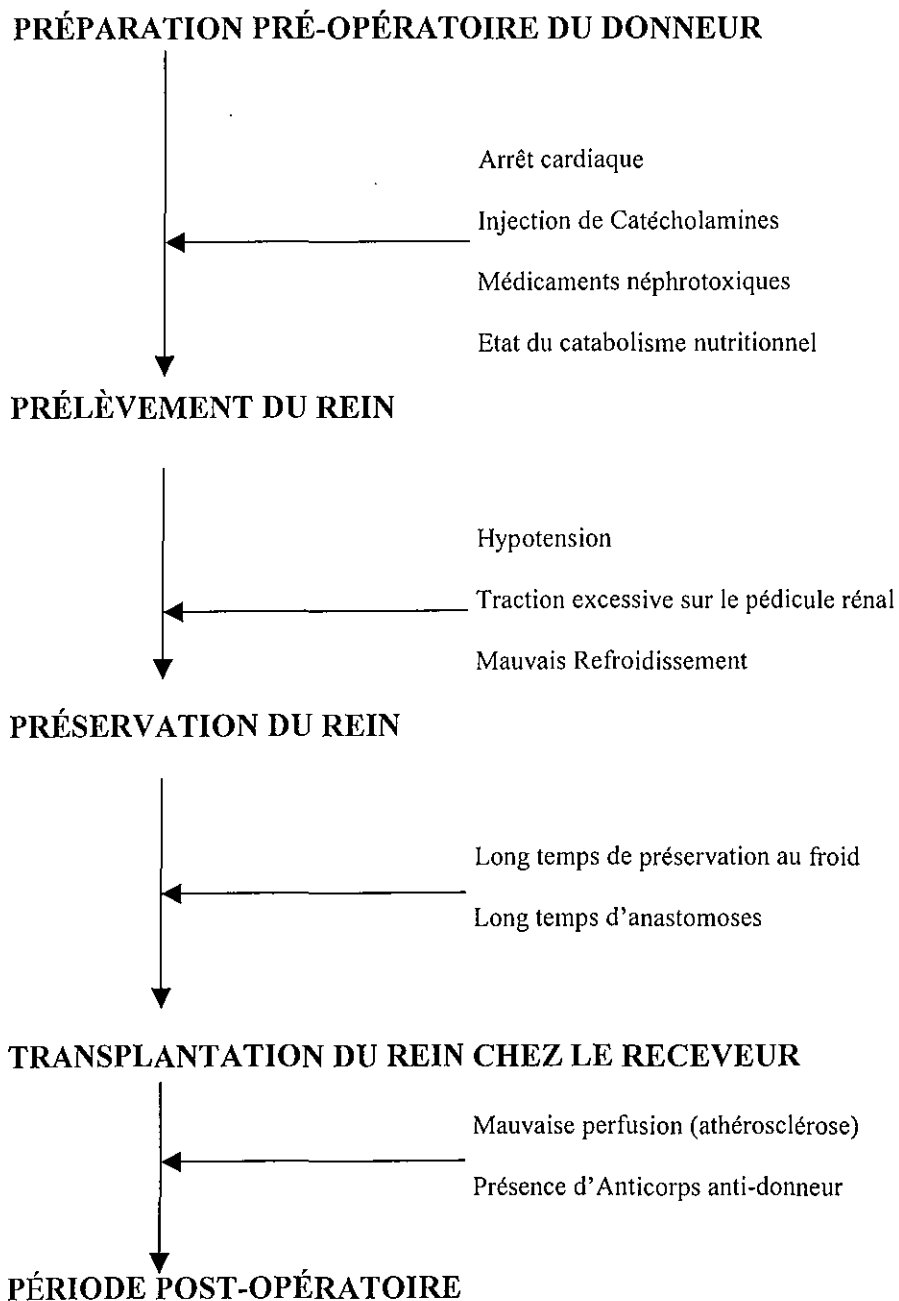 PRÉPARATION PRÉ-OPÉRATOIRE DU DONNEUR
Arrêt cardiaque
Injection de Catécholamines
Médicaments néphrotoxiques
Etat du catabolisme nutritionnel
PRÉLÈVEMENT DU REIN
Hypotension
Traction excessive sur le pédicule rénal
Mauvais Refroidissement
PRÉSERVATION DU REIN
Long temps de préservation au froid
Long temps d'anastomoses
TRANSPLANTATION DU REIN CHEZ LE RECEVEUR
Mauvaise perfusion (athérosclérose)
Présence d'Anticorps anti-donneur
PÉRIODE POST-OPÉRATOIRE